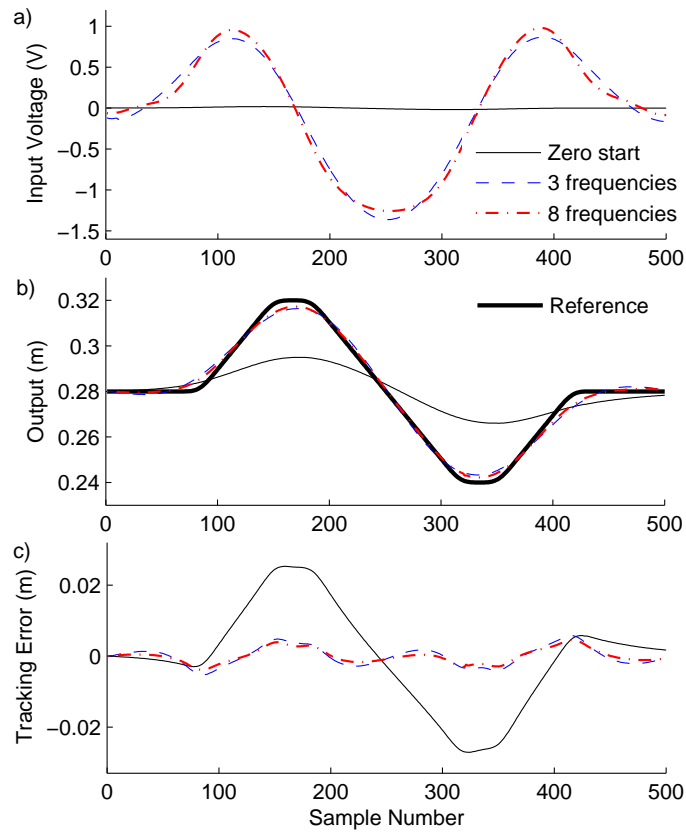 a)
Input Voltage (V)
1
0.5
0
−0.5
−1
−1.5
0 100 200 300 400 500
Zero start
3 frequencies
8 frequencies
b)
Output (m)
0.32
0.3
0.28
0.26
0.24
0 100 200 300 400 500
Reference
c)
Tracking Error (m)
0.02
0
−0.02
0 100 200 300 400 500
Sample Number